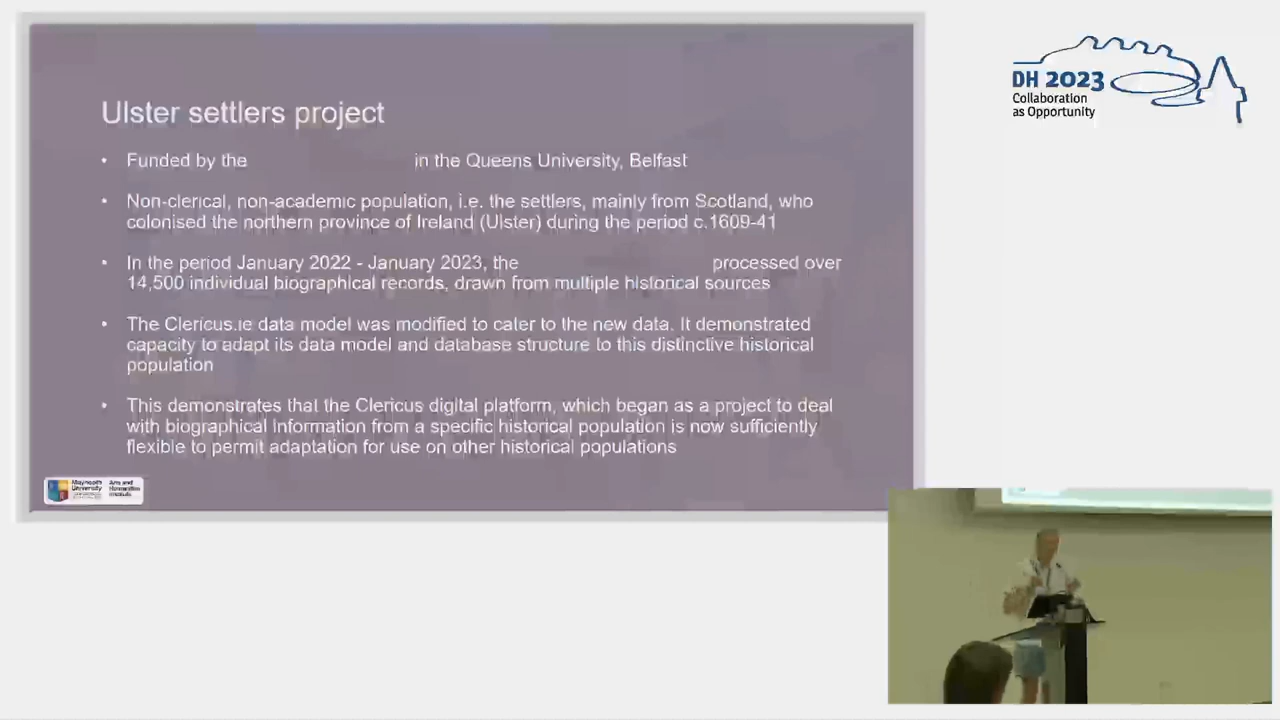 Ulster settlers project
• Funded by the in the Queens University, Belfast
• Non-clerical, non-academic population, i.e. the settlers, mainly from Scotland, who
colonised the northern province of Ireland (Ulster) during the period c.1609-41
• In the period January 2022 - January 2023, the processed over
14,500 individual biographical records, drawn from multiple historical sources
• The Clericus.ie data model was modified to cater to the new data. It demonstrated
capacity to adapt its data model and database structure to this distinctive historical
population
• This demonstrates that the Clericus digital platform, which began as a project to deal
with biographical Information from a specific historical population is now sufficiently
flexible to permit adaptation for use on other historical populations
Maynooth
University
Arts and
Humanities
Institute
DH 2023
Collaboration
as Opportunity